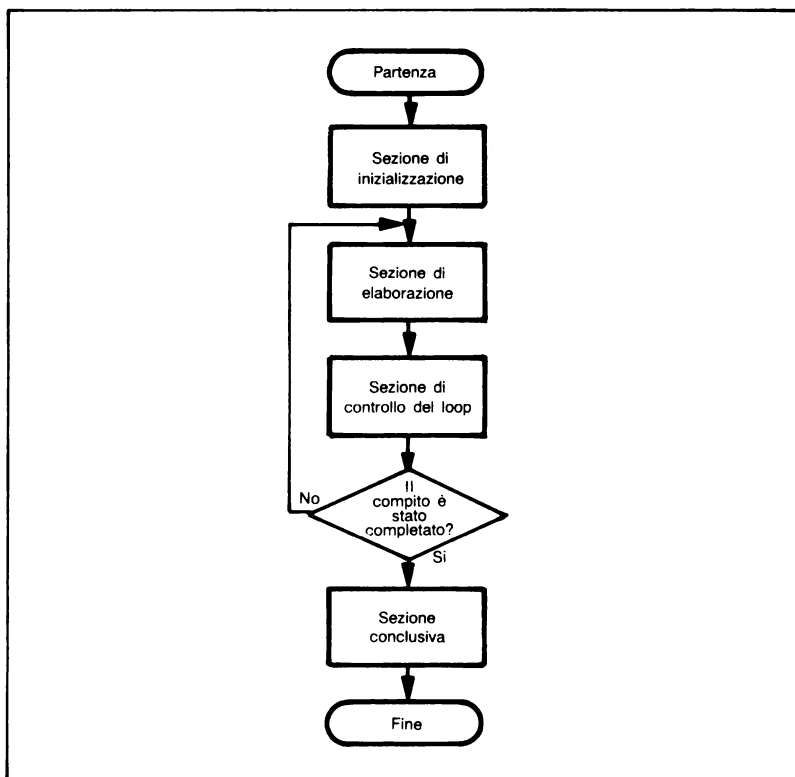 Partenza
Sezione di
inizializzazione
Sezione di
elaborazione
Sezione di
controllo del loop
Il
compito è
stato
completato?
No
Si
Sezione
conclusiva
Fine